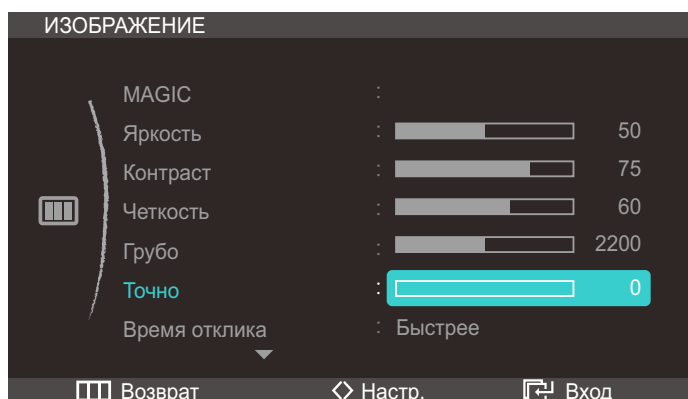 ИЗОБРАЖЕНИЕ
MAGIC :
Яркость : 50
Контраст : 75
Четкость : 60
Грубо : 2200
Точно : 0
Время отклика : Быстрее
Возврат Настр. Вход